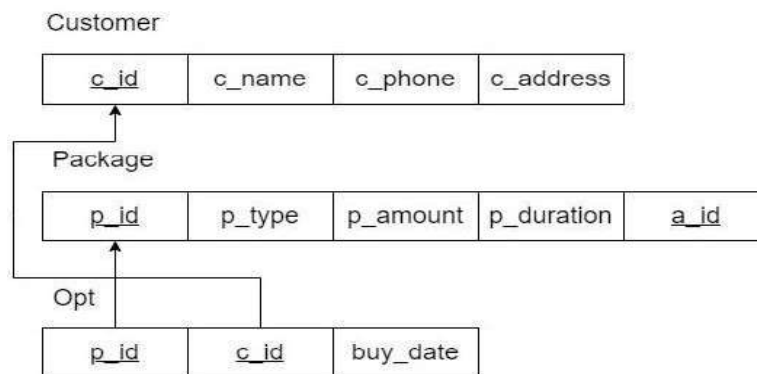 Customer
c_id c_name c_phone c_address
Package
p_id p_type p_amount p_duration a_id
Opt
p_id c_id buy_date